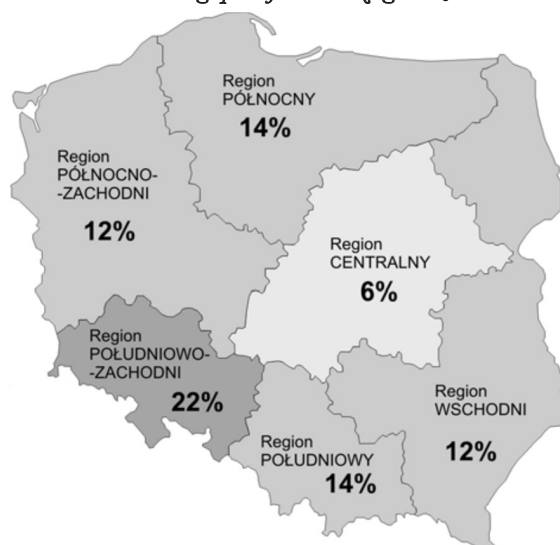 Region
PÓŁNOCNY
14%
Region
PÓŁNOCNO-
-ZACHODNI
12%
Region
CENTRALNY
6%
Region
POŁUDNIOWO-
-ZACHODNI
22%
Region
WSCHODNI
12%
Region
POŁUDNIOWY
14%